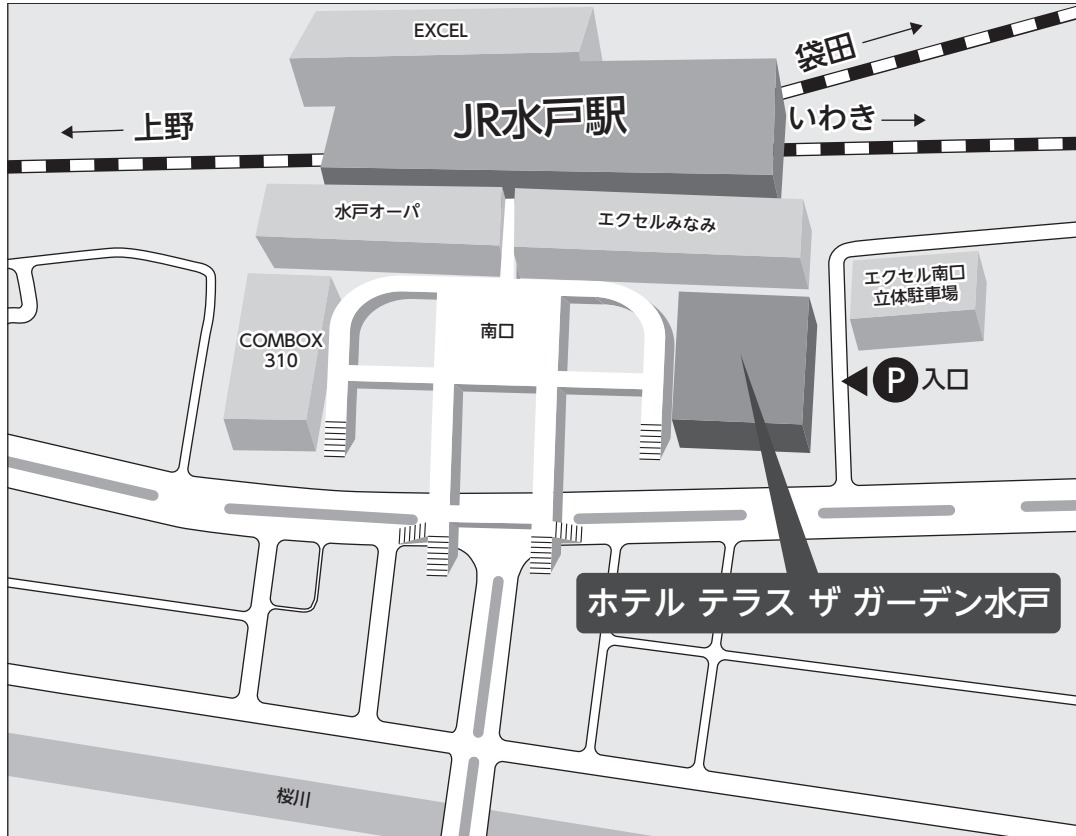 EXCEL
袋田
JR水戸駅
いわき
上野
水戸オーパ
エクセルみなみ
エクセル南口
立体駐車場
COMBOX
310
南口
P 入口
ホテル テラス ザ ガーデン水戸
桜川